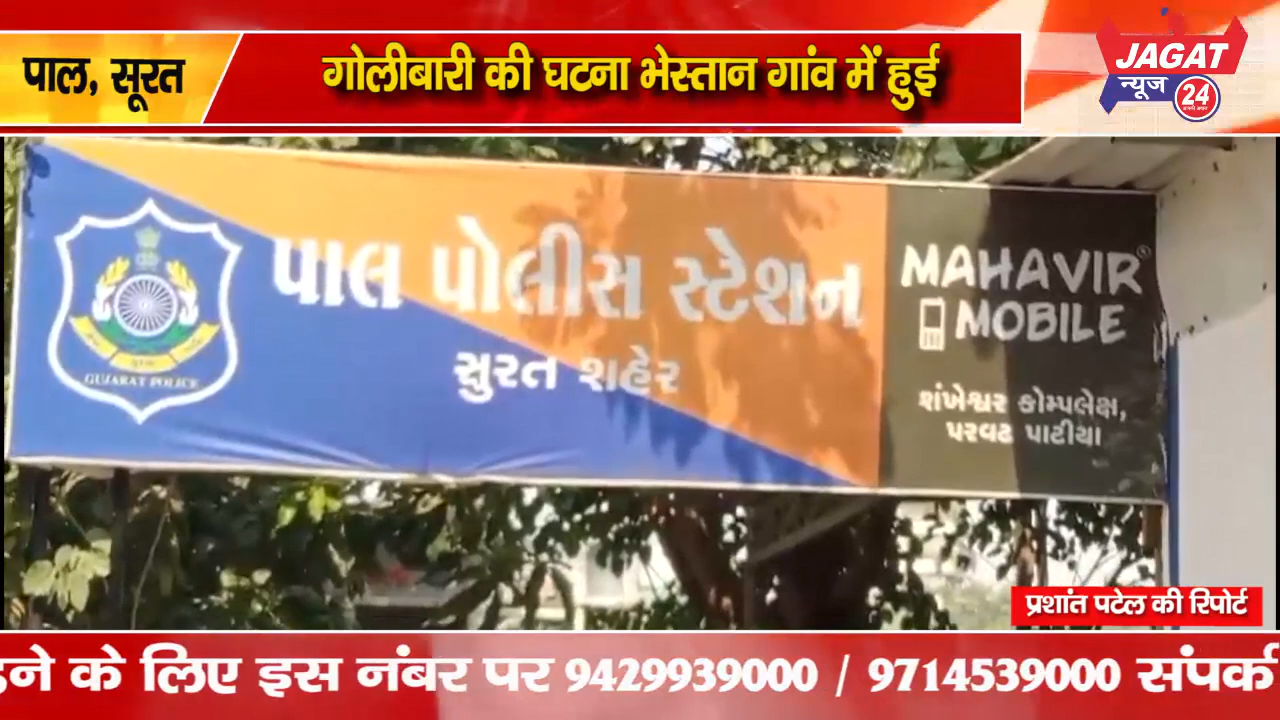 पाल, सूरत
गोलीबारी की घटना भेस्तान गांव में हुई
JAGAT
न्यूज
24
પાલ પોલીસ સ્ટેશન
સુરત શહેર
GUJARAT POLICE
MAHAVIR
MOBILE
શંખેશ્વર કોમ્પલેક્ષ,
પરવટ પાટીયા
प्रशांत पटेल की रिपोर्ट
के लिए इस नंबर पर 9429939000 / 9714539000 संपर्क